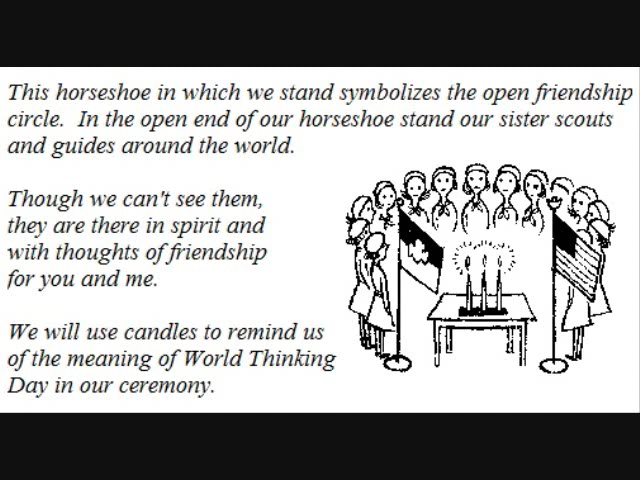 This horseshoe in which we stand symbolizes the open friendship
circle. In the open end of our horseshoe stand our sister scouts
and guides around the world.
Though we can't see them,
they are there in spirit and
with thoughts of friendship
for you and me.
We will use candles to remind us
of the meaning of World Thinking
Day in our ceremony.